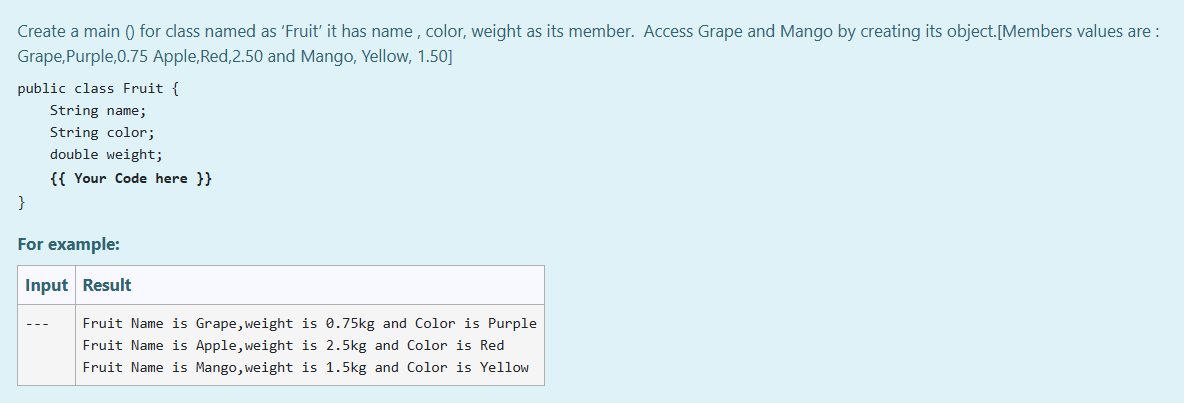 Create a main () for class named as ‘Fruit’ it has name , color, weight as its member.  Access Grape and Mango by creating its object.[Members values are :
Grape,Purple,0.75 Apple,Red,2.50 and Mango, Yellow, 1.50]
public class Fruit {
    String name;
    String color;
    double weight;
    {{ Your Code here }}
}
For example:
Input Result
--- Fruit Name is Grape,weight is 0.75kg and Color is Purple
Fruit Name is Apple,weight is 2.5kg and Color is Red
Fruit Name is Mango,weight is 1.5kg and Color is Yellow